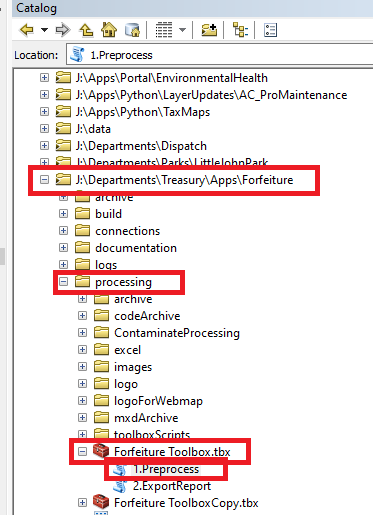 Catalog
Location: 1.Preprocess
J:\Apps\Portal\EnvironmentalHealth
J:\Apps\Python\LayerUpdates\AC_ProMaintenance
J:\Apps\Python\TaxMaps
J:\data
J:\Departments\Dispatch
J:\Departments\Parks\LittleJohnPark
J:\Departments\Treasury\Apps\Forfeiture
archive
build
connections
documentation
logs
processing
archive
codeArchive
ContaminateProcessing
excel
images
logo
logoForWebmap
mxdArchive
toolboxScripts
Forfeiture Toolbox.tbx
1.Preprocess
2.ExportReport
Forfeiture ToolboxCopy.tbx